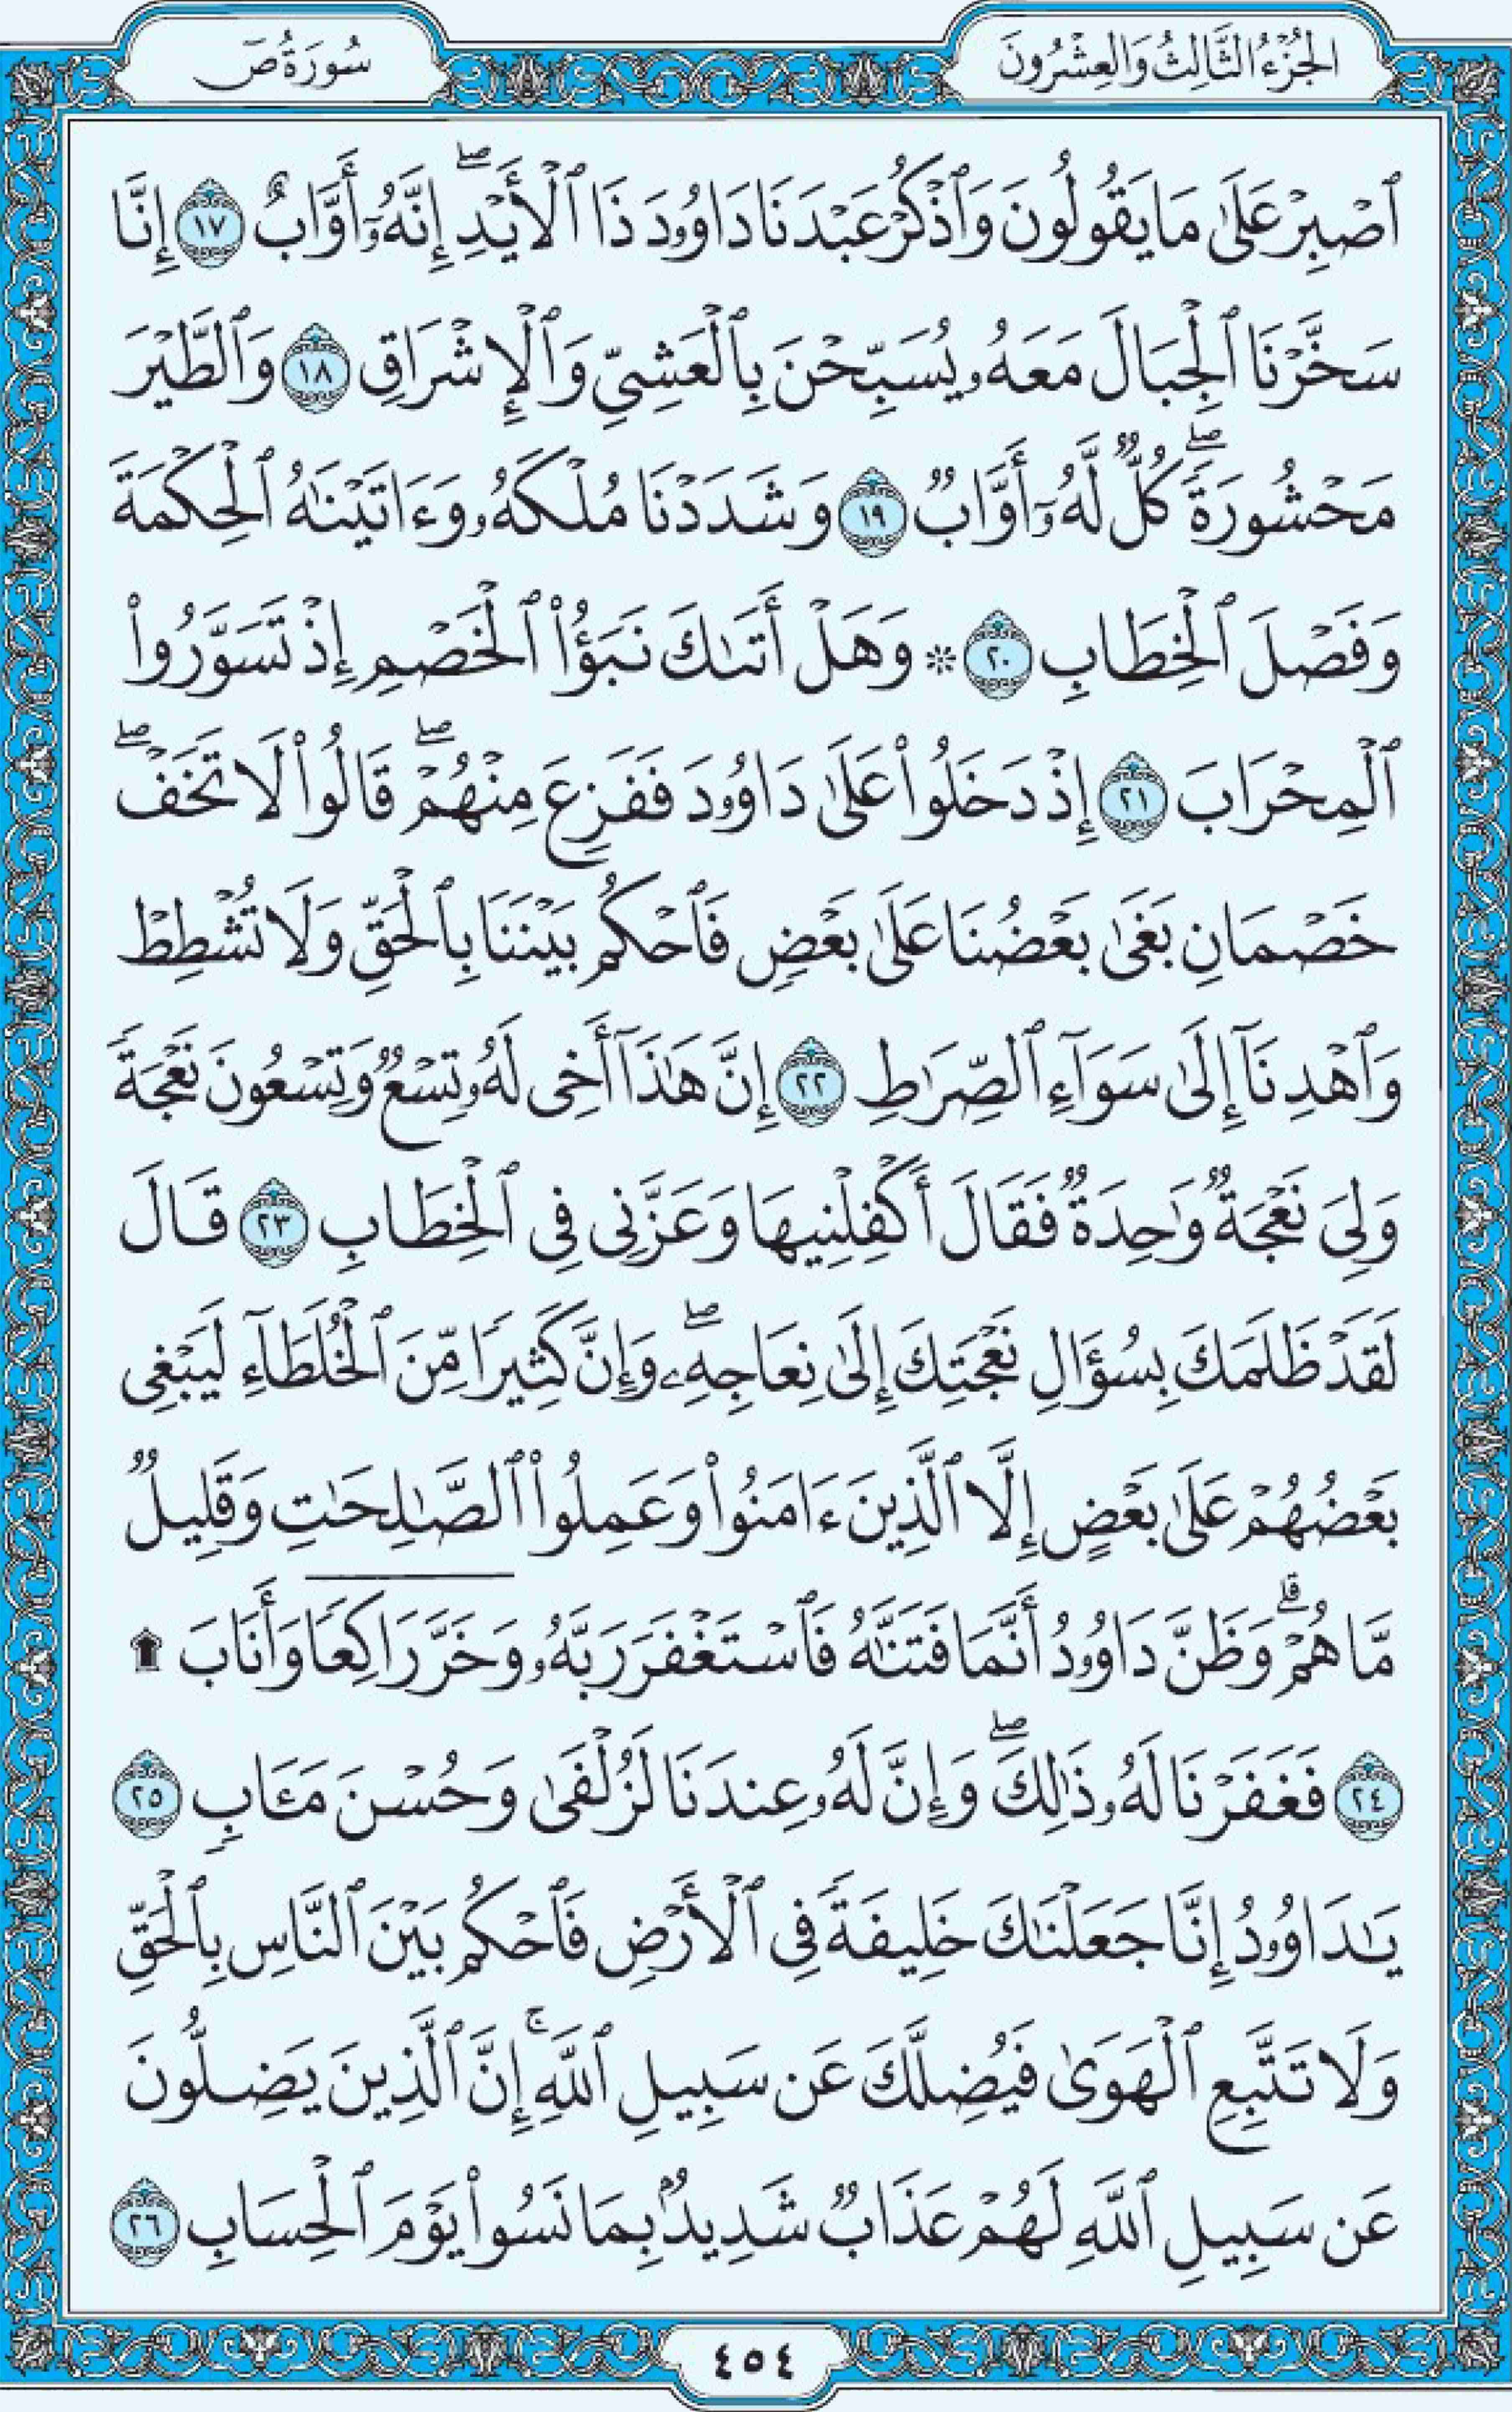 الجُزْءُ الثَّالِثُ وَالعِشْرُونَ
سُورَةُ صٓ
ٱصْبِرْ عَلَىٰ مَا يَقُولُونَ وَٱذْكُرْ عَبْدَنَا دَاوُۥدَ ذَا ٱلْأَيْدِۖ إِنَّهُۥٓ أَوَّابٌ ١٧ إِنَّا
سَخَّرْنَا ٱلْجِبَالَ مَعَهُۥ يُسَبِّحْنَ بِٱلْعَشِىِّ وَٱلْإِشْرَاقِ ١٨ وَٱلطَّيْرَ
مَحْشُورَةًۖ كُلٌّ لَّهُۥٓ أَوَّابٌ ١٩ وَشَدَدْنَا مُلْكَهُۥ وَءَاتَيْنَٰهُ ٱلْحِكْمَةَ
وَفَصْلَ ٱلْخِطَابِ ٢٠ ۞ وَهَلْ أَتَىٰكَ نَبَؤُا۟ ٱلْخَصْمِ إِذْ تَسَوَّرُوا۟
ٱلْمِحْرَابَ ٢١ إِذْ دَخَلُوا۟ عَلَىٰ دَاوُۥدَ فَفَزِعَ مِنْهُمْۖ قَالُوا۟ لَا تَخَفْۖ
خَصْمَانِ بَغَىٰ بَعْضُنَا عَلَىٰ بَعْضٍ فَٱحْكُم بَيْنَنَا بِٱلْحَقِّ وَلَا تُشْطِطْ
وَٱهْدِنَآ إِلَىٰ سَوَآءِ ٱلصِّرَٰطِ ٢٢ إِنَّ هَٰذَآ أَخِى لَهُۥ تِسْعٌ وَتِسْعُونَ نَعْجَةً
وَلِىَ نَعْجَةٌ وَٰحِدَةٌ فَقَالَ أَكْفِلْنِيهَا وَعَزَّنِى فِى ٱلْخِطَابِ ٢٣ قَالَ
لَقَدْ ظَلَمَكَ بِسُؤَالِ نَعْجَتِكَ إِلَىٰ نِعَاجِهِۦۖ وَإِنَّ كَثِيرًا مِّنَ ٱلْخُلَطَآءِ لَيَبْغِى
بَعْضُهُمْ عَلَىٰ بَعْضٍ إِلَّا ٱلَّذِينَ ءَامَنُوا۟ وَعَمِلُوا۟ ٱلصَّٰلِحَٰتِ وَقَلِيلٌ
مَّا هُمْۗ وَظَنَّ دَاوُۥدُ أَنَّمَا فَتَنَّٰهُ فَٱسْتَغْفَرَ رَبَّهُۥ وَخَرَّ رَاكِعًا وَأَنَابَ ۩
٢٤ فَغَفَرْنَا لَهُۥ ذَٰلِكَۖ وَإِنَّ لَهُۥ عِندَنَا لَزُلْفَىٰ وَحُسْنَ مَـَٔابٍ ٢٥
يَٰدَاوُۥدُ إِنَّا جَعَلْنَٰكَ خَلِيفَةً فِى ٱلْأَرْضِ فَٱحْكُم بَيْنَ ٱلنَّاسِ بِٱلْحَقِّ
وَلَا تَتَّبِعِ ٱلْهَوَىٰ فَيُضِلَّكَ عَن سَبِيلِ ٱللَّهِۚ إِنَّ ٱلَّذِينَ يَضِلُّونَ
عَن سَبِيلِ ٱللَّهِ لَهُمْ عَذَابٌ شَدِيدٌۢ بِمَا نَسُوا۟ يَوْمَ ٱلْحِسَابِ ٢٦
٤٥٤